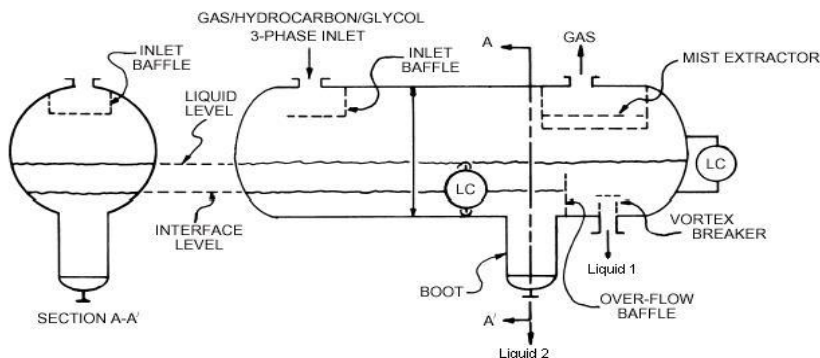 GAS/HYDROCARBON/GLYCOL
3-PHASE INLET
INLET
BAFFLE
LIQUID
LEVEL
INLET
BAFFLE
A
GAS
MIST EXTRACTOR
LC
LC
INTERFACE
LEVEL
VORTEX
BREAKER
Liquid 1
BOOT
OVER-FLOW
BAFFLE
SECTION A-A'
A'
Liquid 2